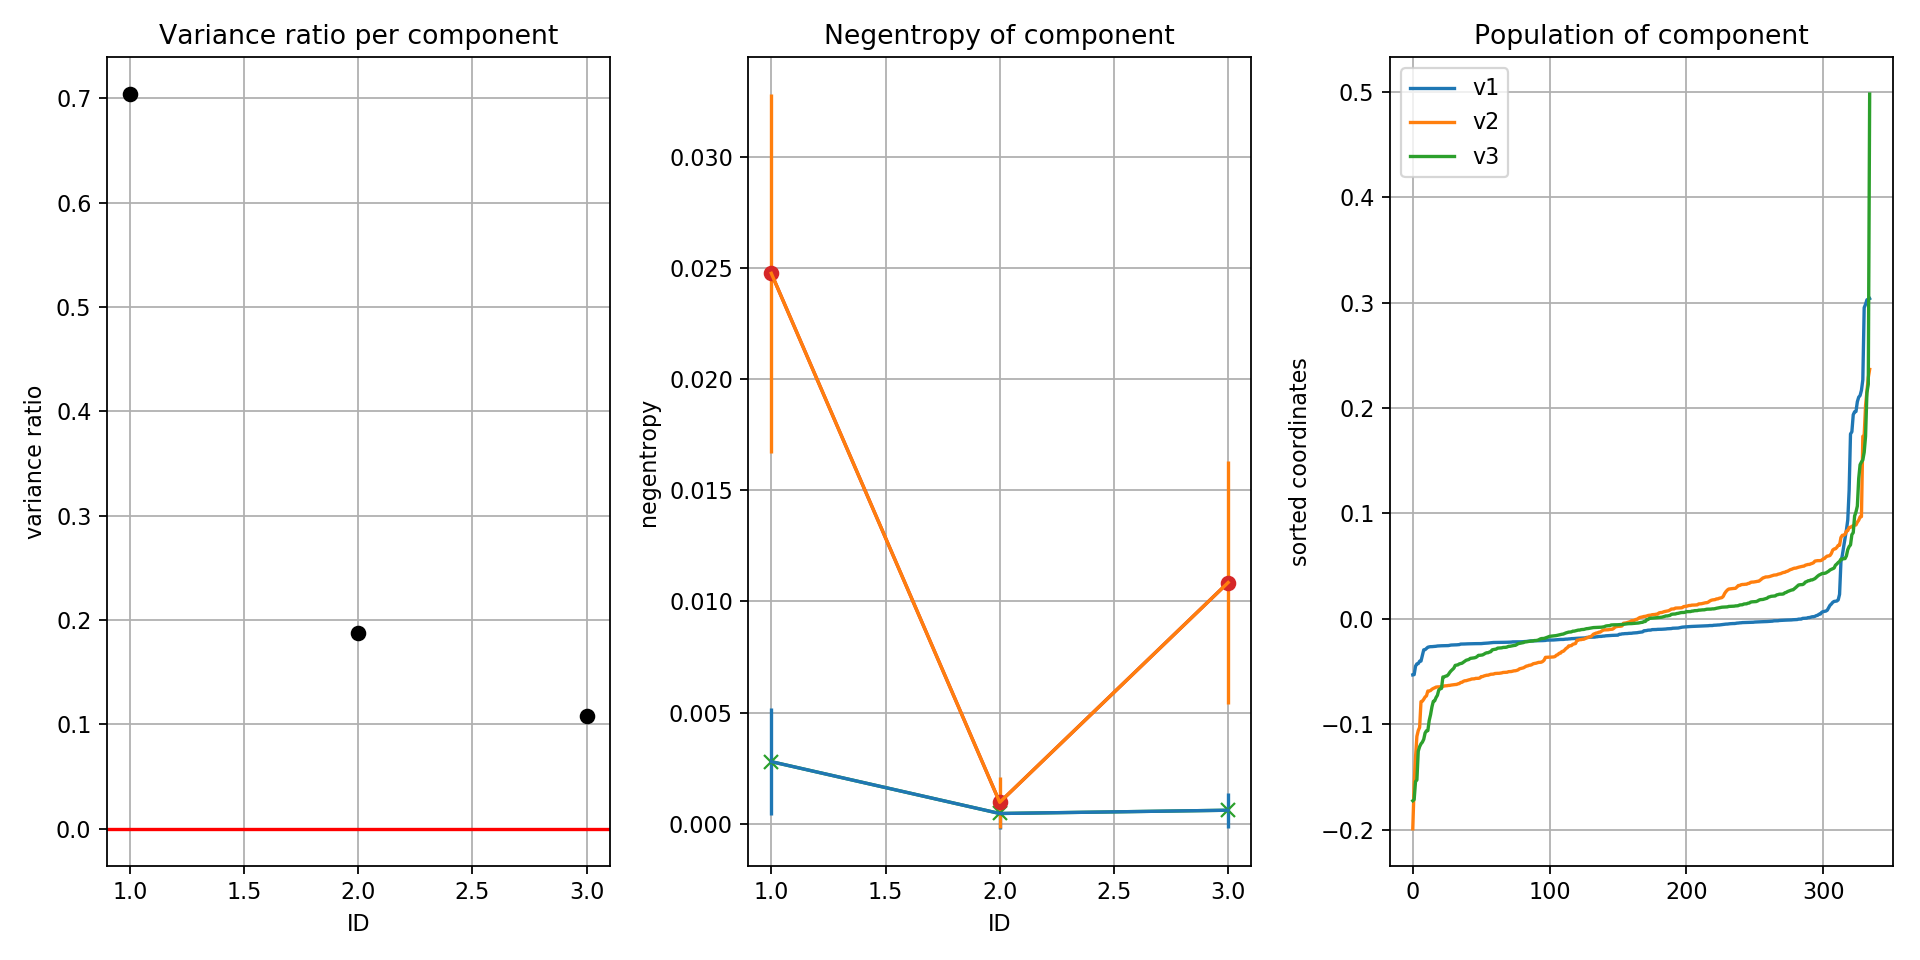 Variance ratio per component
0.7
0.6
0.5
0.4
0.3
0.2
0.1
0.0
variance ratio
1.0 1.5 2.0 2.5 3.0
ID
Negentropy of component
0.030
0.025
0.020
0.015
0.010
0.005
0.000
negentropy
1.0 1.5 2.0 2.5 3.0
ID
Population of component
v1
v2
v3
0.5
0.4
0.3
0.2
0.1
0.0
−0.1
−0.2
sorted coordinates
0 100 200 300